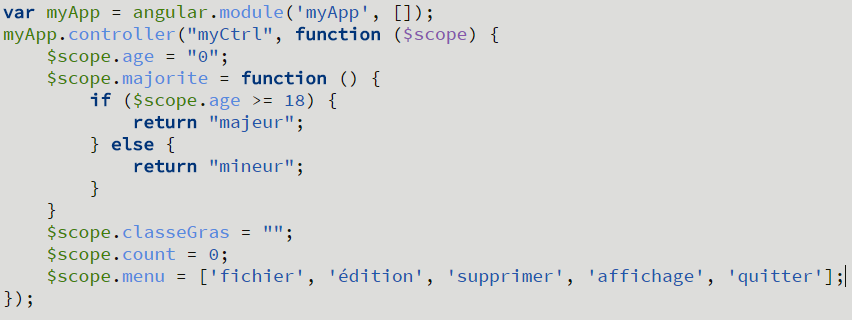 var myApp = angular.module('myApp', []);
myApp.controller("myCtrl", function ($scope) {
    $scope.age = "0";
    $scope.majorite = function () {
        if ($scope.age >= 18) {
            return "majeur";
        } else {
            return "mineur";
        }
    }
    $scope.classeGras = "";
    $scope.count = 0;
    $scope.menu = ['fichier', 'édition', 'supprimer', 'affichage', 'quitter'];
});